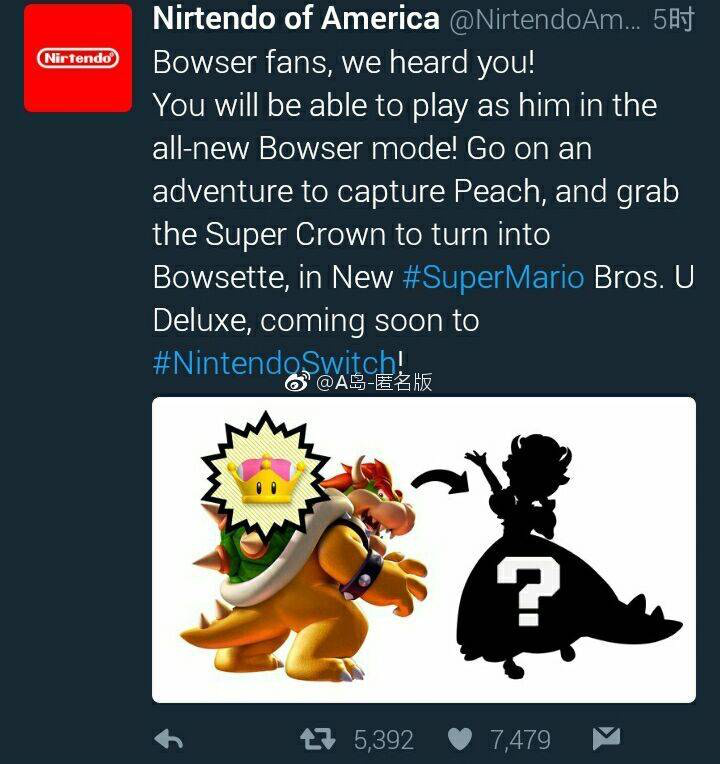 Nirtendo of America @NirtendoAm... 5时
Nirtendo®
Bowser fans, we heard you!
You will be able to play as him in the
all-new Bowser mode! Go on an
adventure to capture Peach, and grab
the Super Crown to turn into
Bowsette, in New #SuperMario Bros. U
Deluxe, coming soon to
#NintendoSwitch!
@A岛-匿名版
?
5,392 7,479